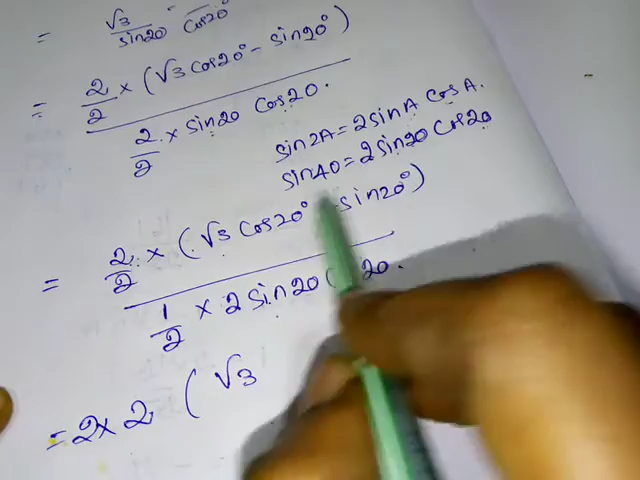 = √3/sin20 - /cos20°
= 2/2 × (√3 cos20° - sin20°)
2/2 × sin20 cos20.
sin2A = 2sinA cosA.
sin40 = 2sin20 cos20
= 2/2 × (√3 cos20° sin20°)
1/2 × 2 sin20 ( 20.
= 2×2 ( √3